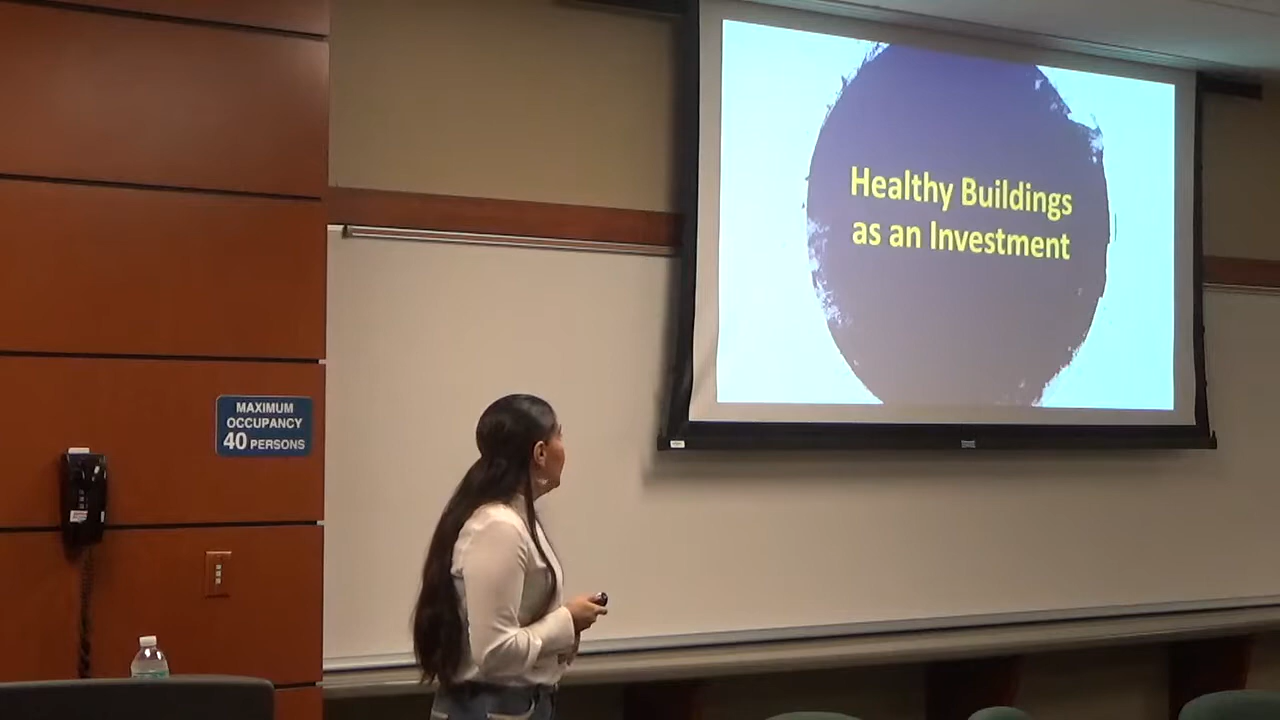 Healthy Buildings
as an Investment
MAXIMUM
OCCUPANCY
40 PERSONS